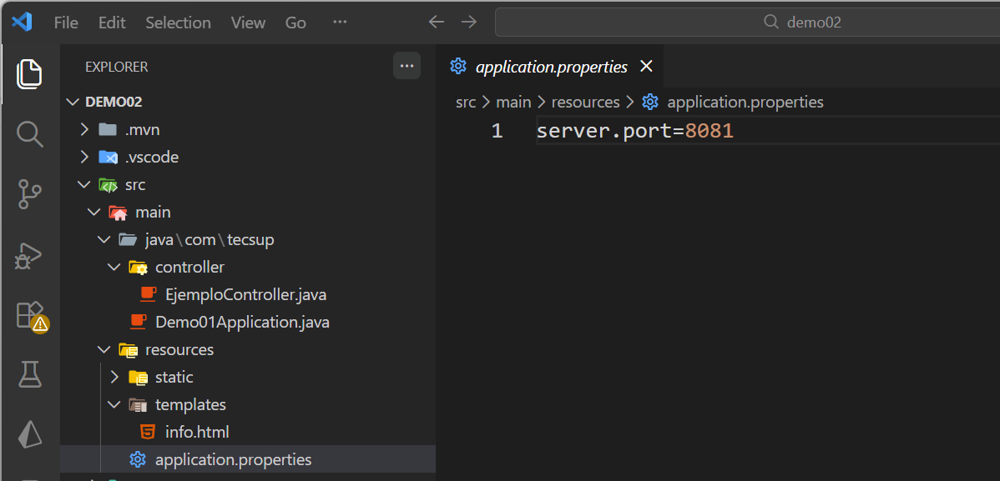 File Edit Selection View Go ··· ← → demo02
EXPLORER ··· application.properties ×
DEMO02 src > main > resources > application.properties
.mvn 1 server.port=8081
.vscode
src
main
java\com\tecsup
controller
EjemploController.java
Demo01Application.java
resources
static
templates
info.html
application.properties